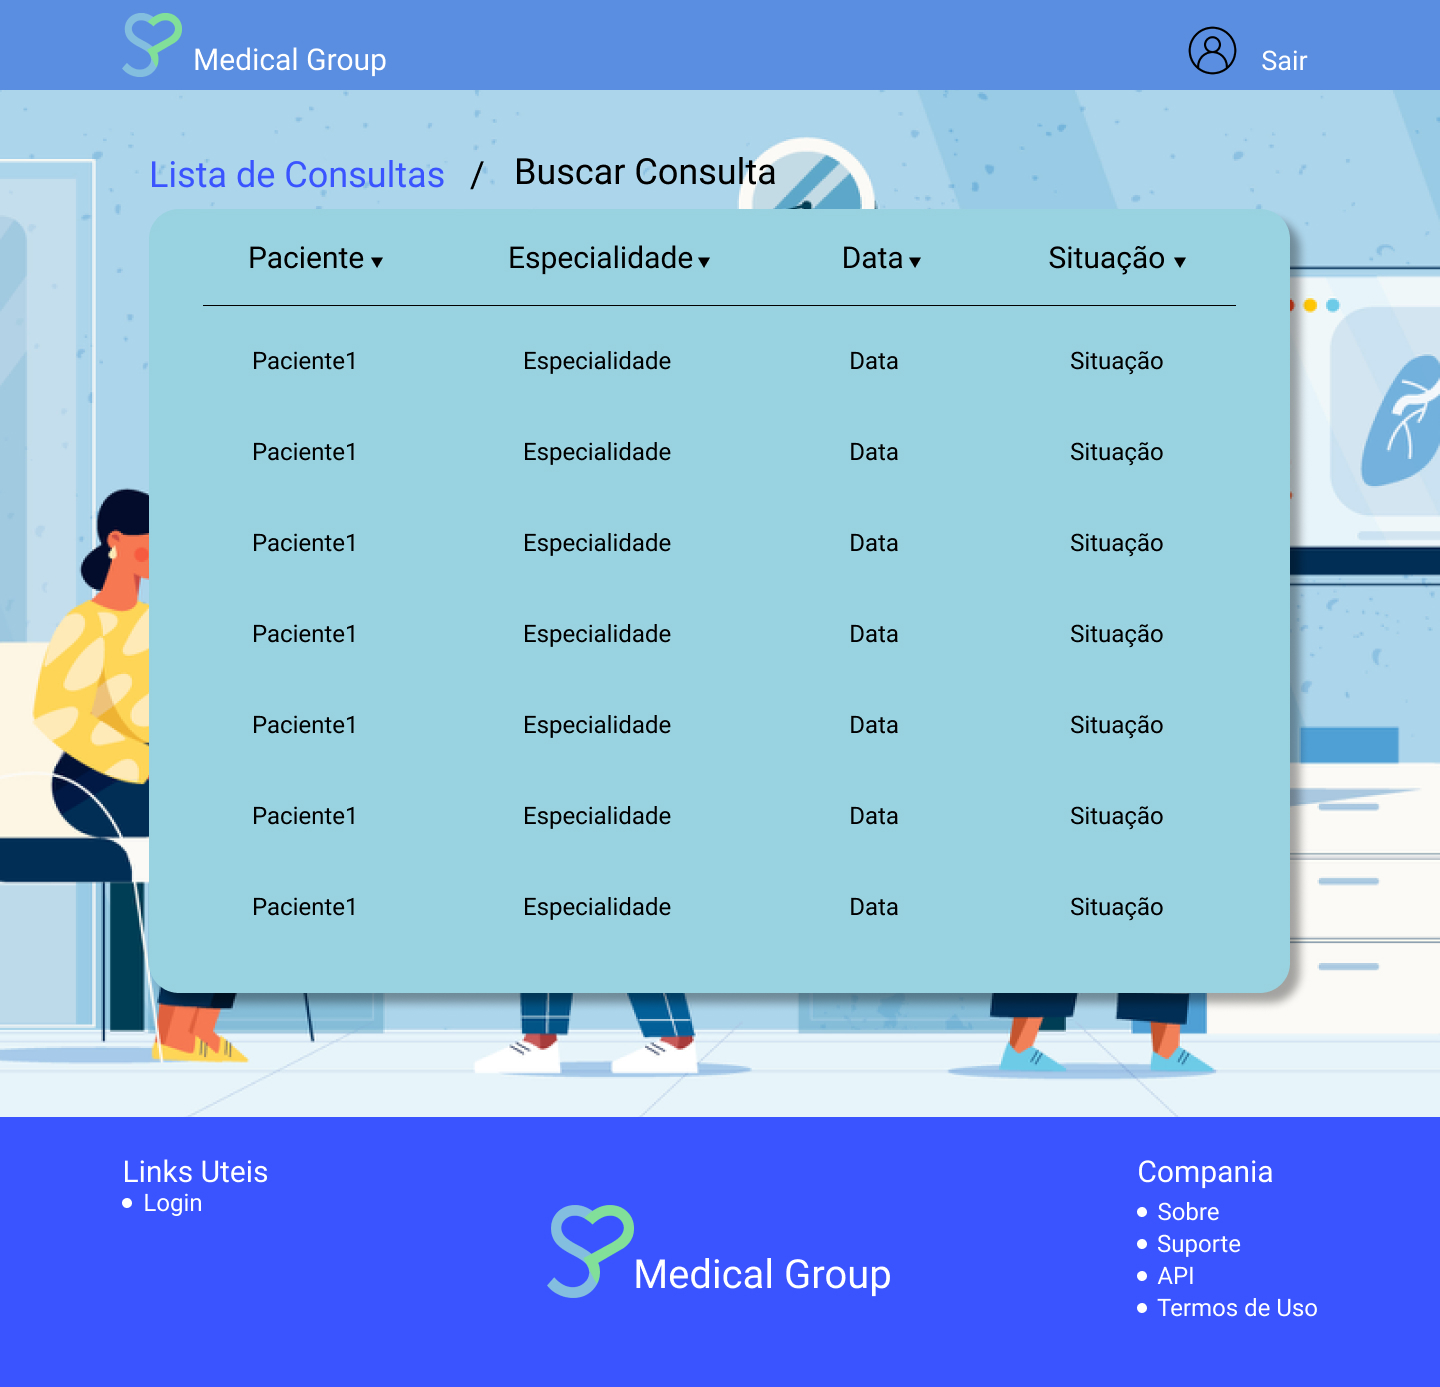 Medical Group
Sair
Lista de Consultas / Buscar Consulta
Paciente ▼ Especialidade ▼ Data ▼ Situação ▼
Paciente1 Especialidade Data Situação
Paciente1 Especialidade Data Situação
Paciente1 Especialidade Data Situação
Paciente1 Especialidade Data Situação
Paciente1 Especialidade Data Situação
Paciente1 Especialidade Data Situação
Paciente1 Especialidade Data Situação
Links Uteis
• Login
Medical Group
Compania
• Sobre
• Suporte
• API
• Termos de Uso